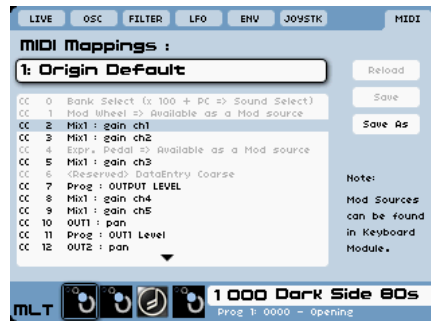 LIVE OSC FILTER LFO ENV JOYSTK MIDI
MIDI Mappings :
1: Origin Default
Reload
Save
Save As
CC 0 Bank Select (x 100 + PC => Sound Select)
CC 1 Mod Wheel => Available as a Mod source
CC 2 Mix1 : gain ch1
CC 3 Mix1 : gain ch2
CC 4 Expr. Pedal => Available as a Mod source
CC 5 Mix1 : gain ch3
CC 6 <Reserved> DataEntry Coarse
CC 7 Prog : OUTPUT LEVEL
CC 8 Mix1 : gain ch4
CC 9 Mix1 : gain ch5
CC 10 OUT1 : pan
CC 11 Prog : OUT1 Level
CC 12 OUT2 : pan
Note:
Mod Sources
can be found
in Keyboard
Module.
MLT
1 000 Dark Side 80s
Prog 1: 0000 - Opening